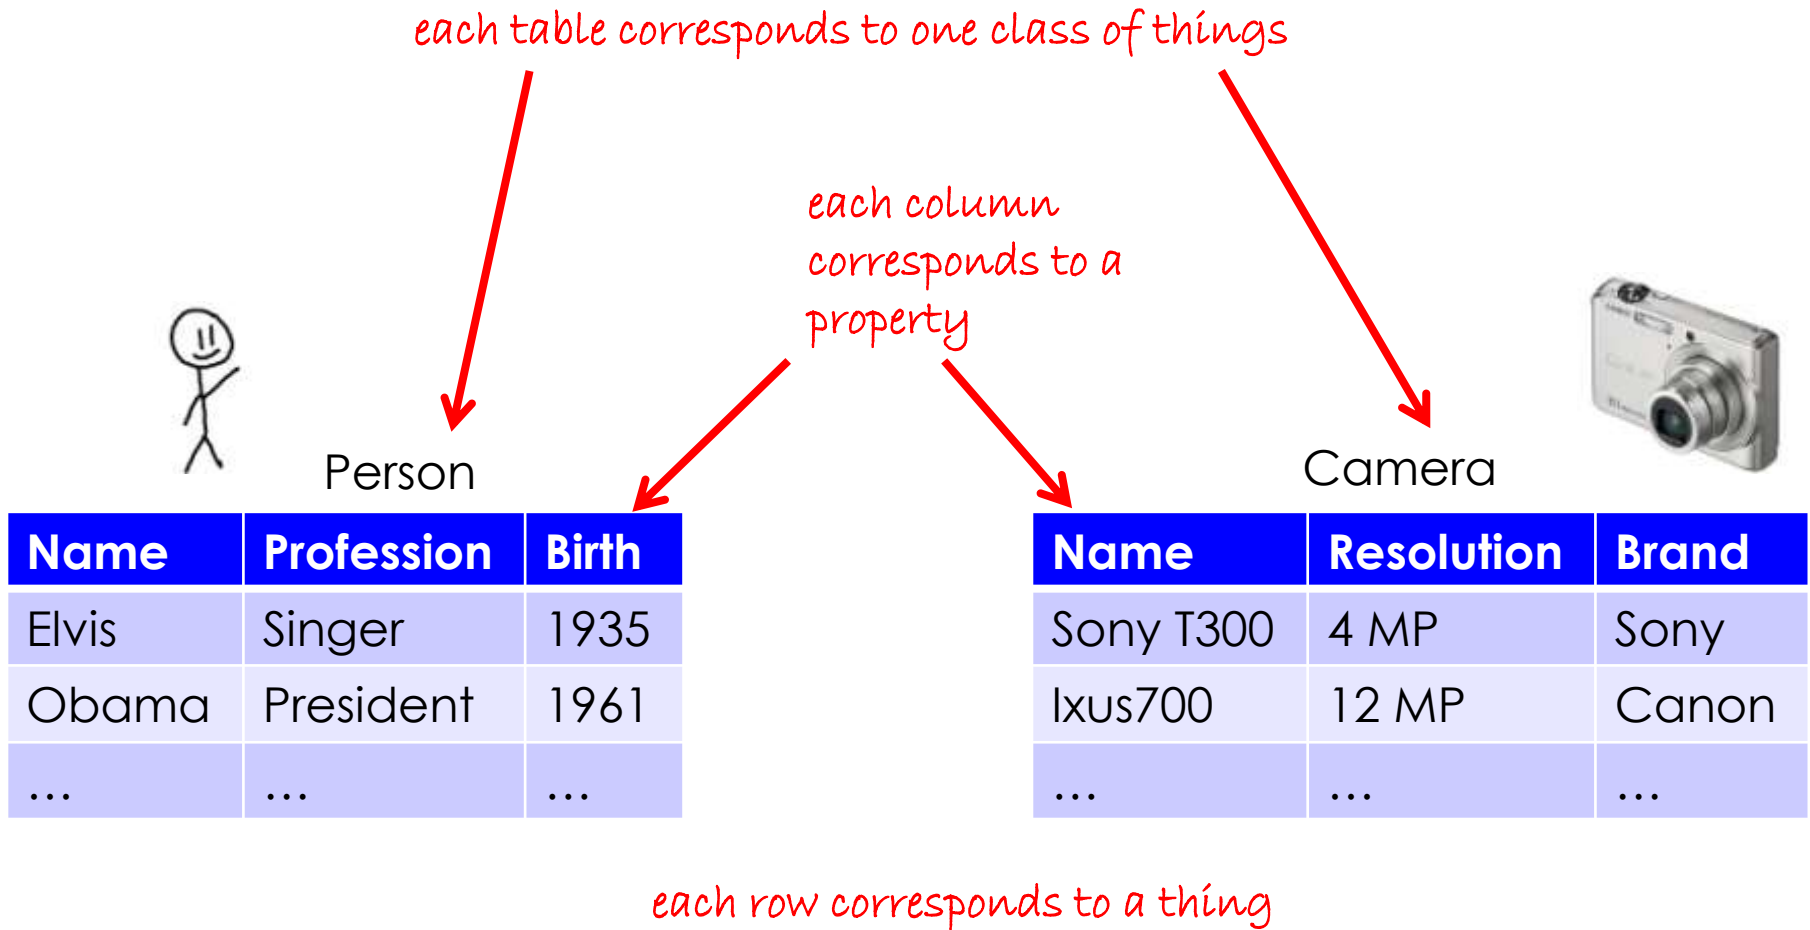 each table corresponds to one class of things
each column
corresponds to a
property
Person
Name Profession Birth
Elvis Singer 1935
Obama President 1961
... ... ...
Camera
Name Resolution Brand
Sony T300 4 MP Sony
Ixus700 12 MP Canon
... ... ...
each row corresponds to a thing